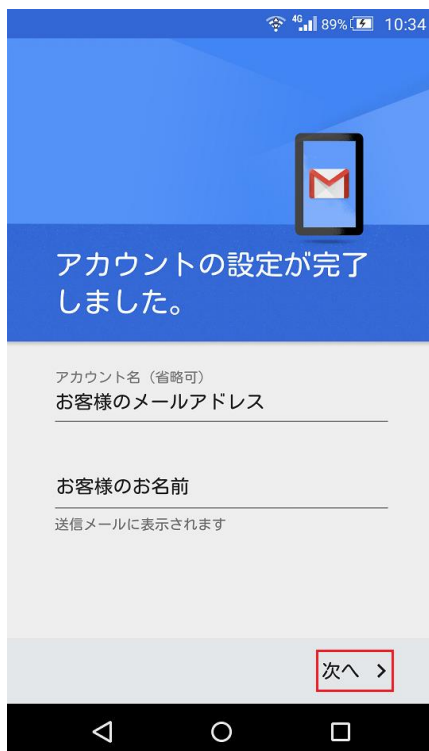 4G 89% 10:34
アカウントの設定が完了
しました。
アカウント名（省略可）
お客様のメールアドレス
お客様のお名前
送信メールに表示されます
次へ